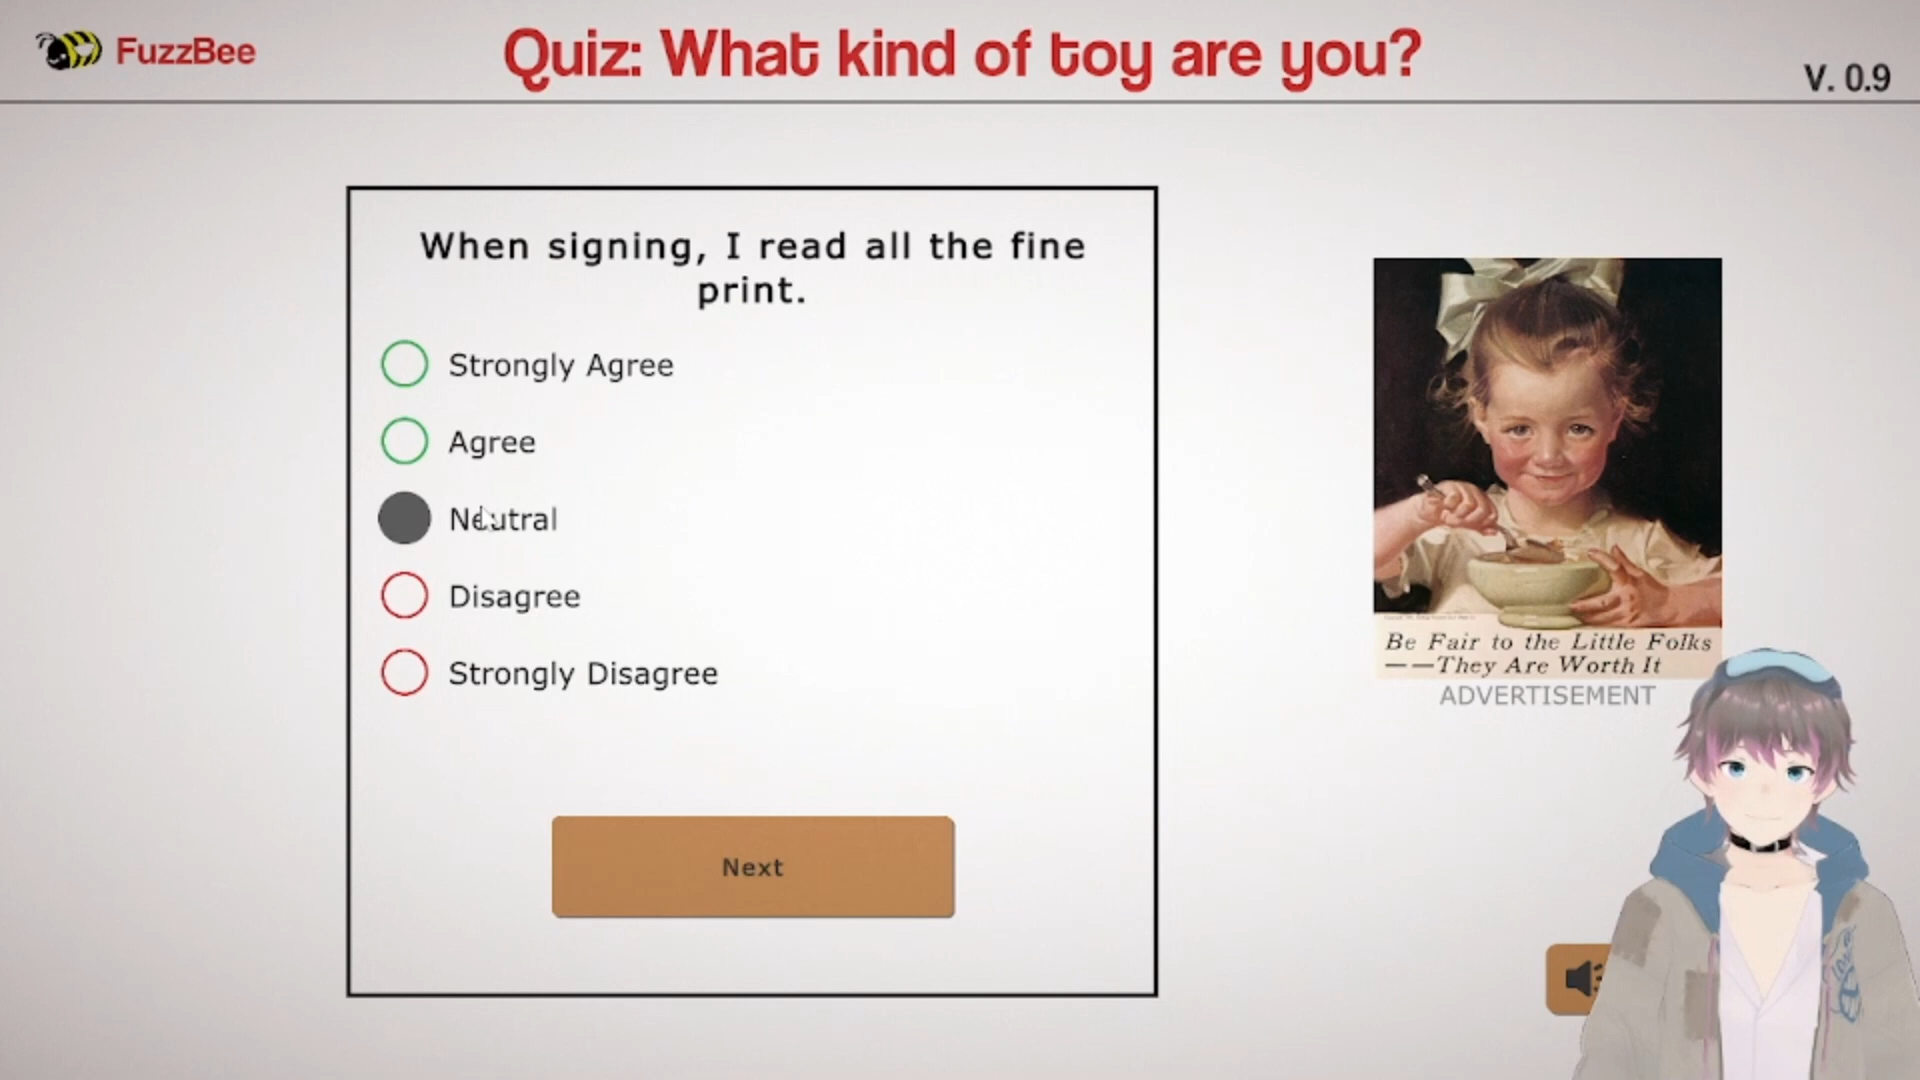 FuzzBee
Quiz: What kind of toy are you?
V. 0.9
When signing, I read all the fine
print.
Strongly Agree
Agree
Neutral
Disagree
Strongly Disagree
Next
Be Fair to the Little Folks
——They Are Worth It
ADVERTISEMENT